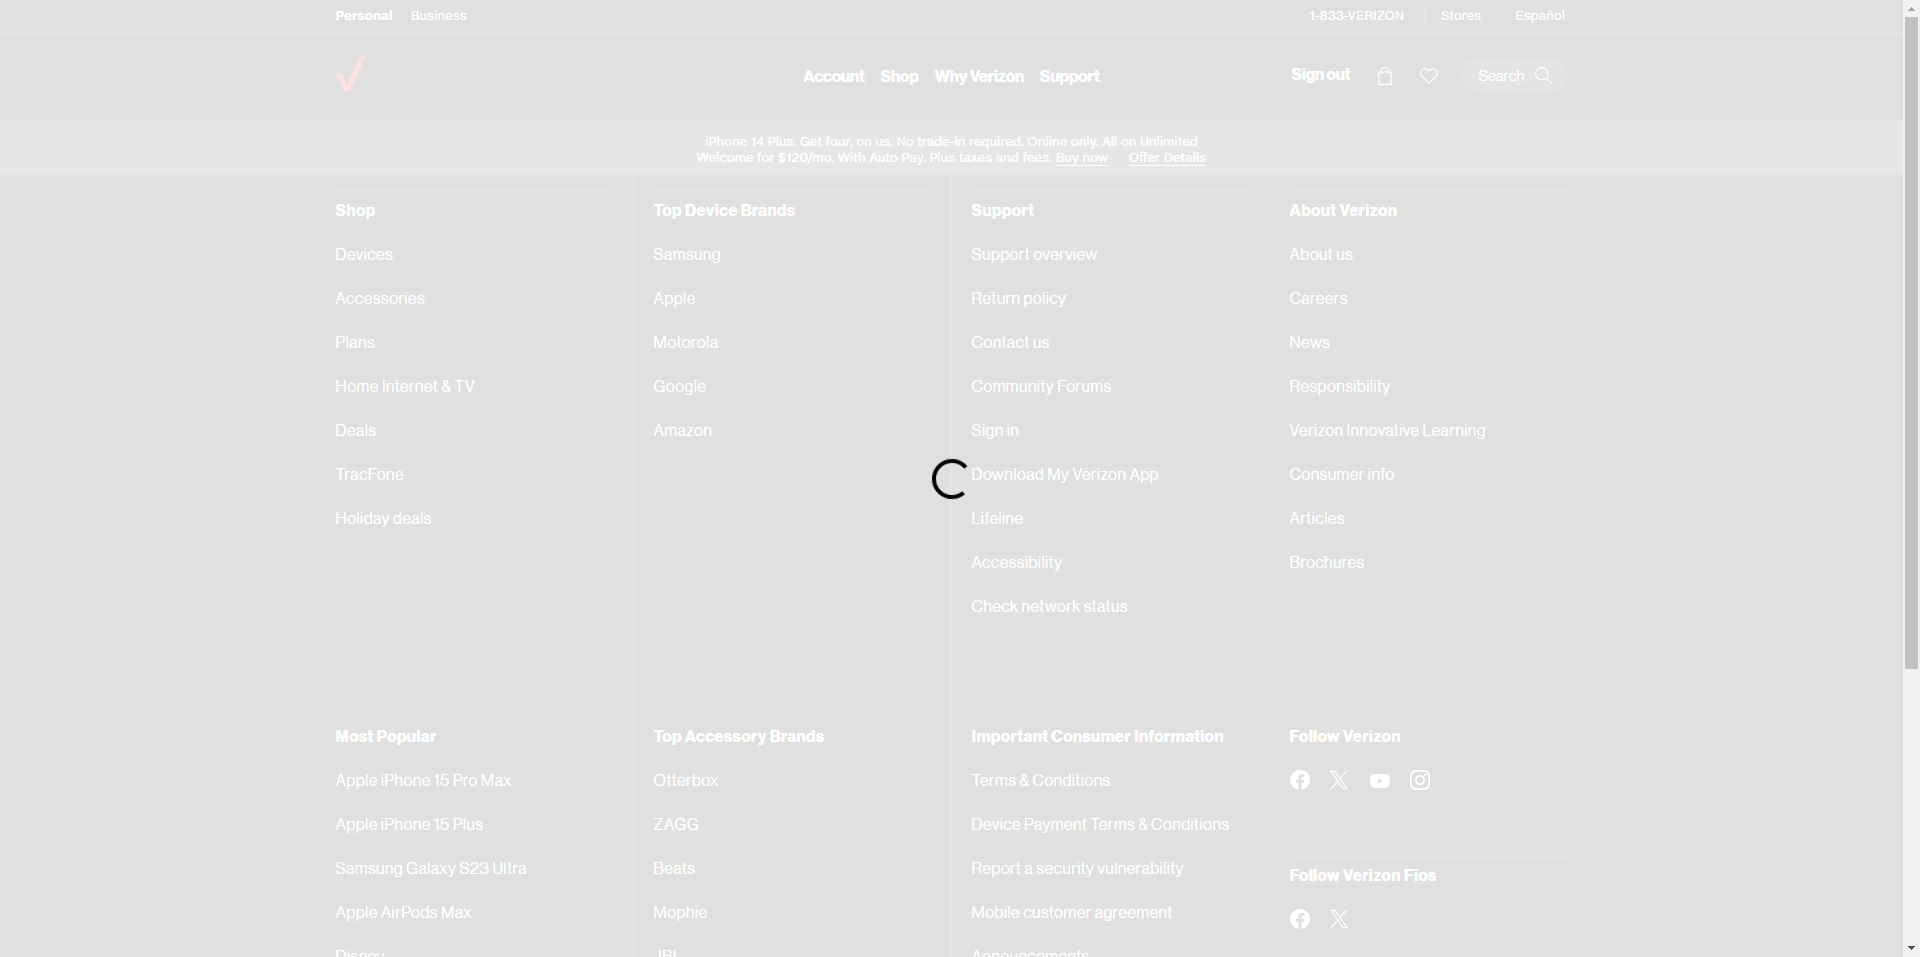 Personal Business
1-833-VERIZON Stores Español
Account Shop Why Verizon Support
Sign out Search
iPhone 14 Plus. Get four, on us. No trade-in required. Online only. All on Unlimited
Welcome for $120/mo. With Auto Pay. Plus taxes and fees. Buy now Offer Details
Shop
Devices
Accessories
Plans
Home Internet & TV
Deals
TracFone
Holiday deals
Top Device Brands
Samsung
Apple
Motorola
Google
Amazon
Support
Support overview
Return policy
Contact us
Community Forums
Sign in
Download My Verizon App
Lifeline
Accessibility
Check network status
About Verizon
About us
Careers
News
Responsibility
Verizon Innovative Learning
Consumer info
Articles
Brochures
Most Popular
Apple iPhone 15 Pro Max
Apple iPhone 15 Plus
Samsung Galaxy S23 Ultra
Apple AirPods Max
Disney
Top Accessory Brands
Otterbox
ZAGG
Beats
Mophie
JBL
Important Consumer Information
Terms & Conditions
Device Payment Terms & Conditions
Report a security vulnerability
Mobile customer agreement
Announcements
Follow Verizon
Follow Verizon Fios